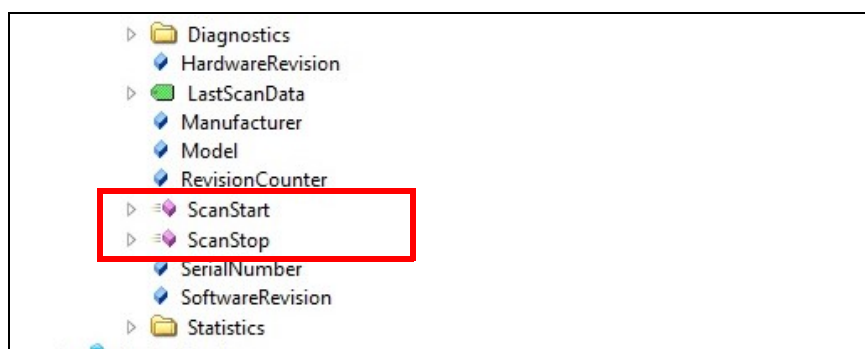 Diagnostics
HardwareRevision
LastScanData
Manufacturer
Model
RevisionCounter
ScanStart
ScanStop
SerialNumber
SoftwareRevision
Statistics